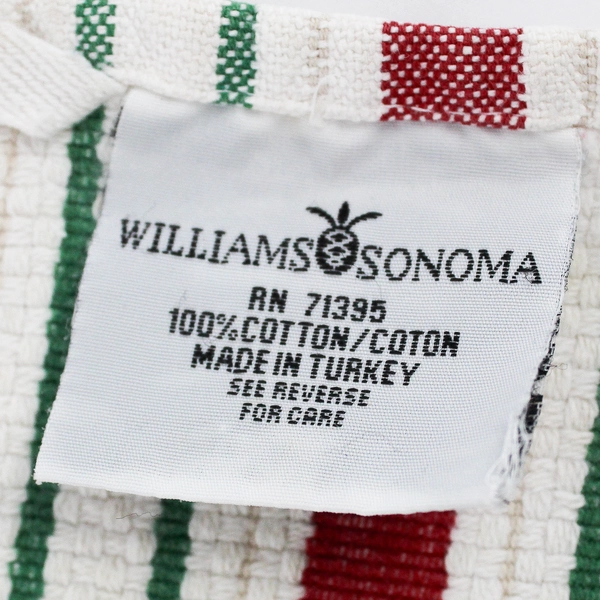 WILLIAMS SONOMA
RN 71395
100%COTTON/COTON
MADE IN TURKEY
SEE REVERSE
FOR CARE